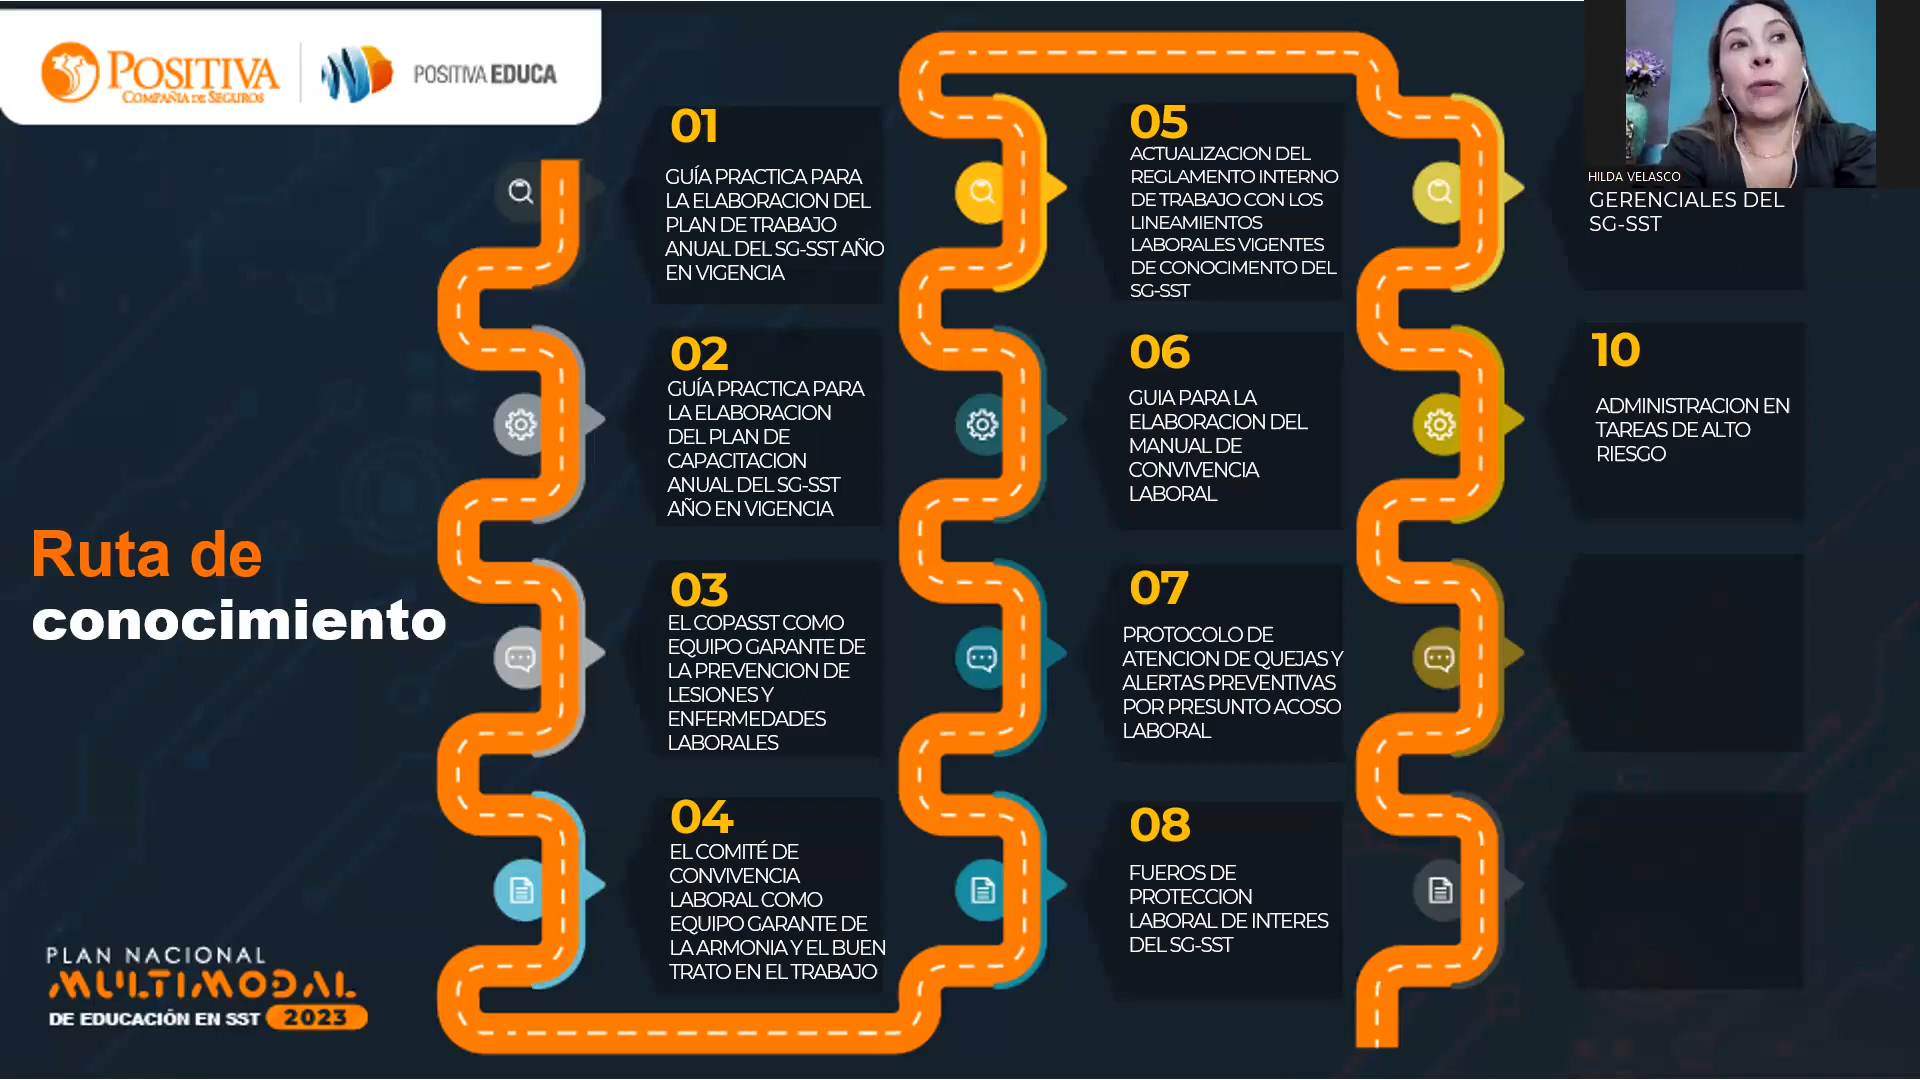 POSITIVA
COMPAÑIA DE SEGUROS
POSITIVA EDUCA
Ruta de
conocimiento
PLAN NACIONAL
MULTIMODAL
DE EDUCACIÓN EN SST 2023
01
GUÍA PRACTICA PARA
LA ELABORACION DEL
PLAN DE TRABAJO
ANUAL DEL SG-SST AÑO
EN VIGENCIA
02
GUÍA PRACTICA PARA
LA ELABORACION
DEL PLAN DE
CAPACITACION
ANUAL DEL SG-SST
AÑO EN VIGENCIA
03
EL COPASST COMO
EQUIPO GARANTE DE
LA PREVENCION DE
LESIONES Y
ENFERMEDADES
LABORALES
04
EL COMITÉ DE
CONVIVENCIA
LABORAL COMO
EQUIPO GARANTE DE
LA ARMONIA Y EL BUEN
TRATO EN EL TRABAJO
05
ACTUALIZACION DEL
REGLAMENTO INTERNO
DE TRABAJO CON LOS
LINEAMIENTOS
LABORALES VIGENTES
DE CONOCIMIENTO DEL
SG-SST
06
GUIA PARA LA
ELABORACION DEL
MANUAL DE
CONVIVENCIA
LABORAL
07
PROTOCOLO DE
ATENCION DE QUEJAS Y
ALERTAS PREVENTIVAS
POR PRESUNTO ACOSO
LABORAL
08
FUEROS DE
PROTECCION
LABORAL DE INTERES
DEL SG-SST
HILDA VELASCO
GERENCIALES DEL
SG-SST
10
ADMINISTRACION EN
TAREAS DE ALTO
RIESGO